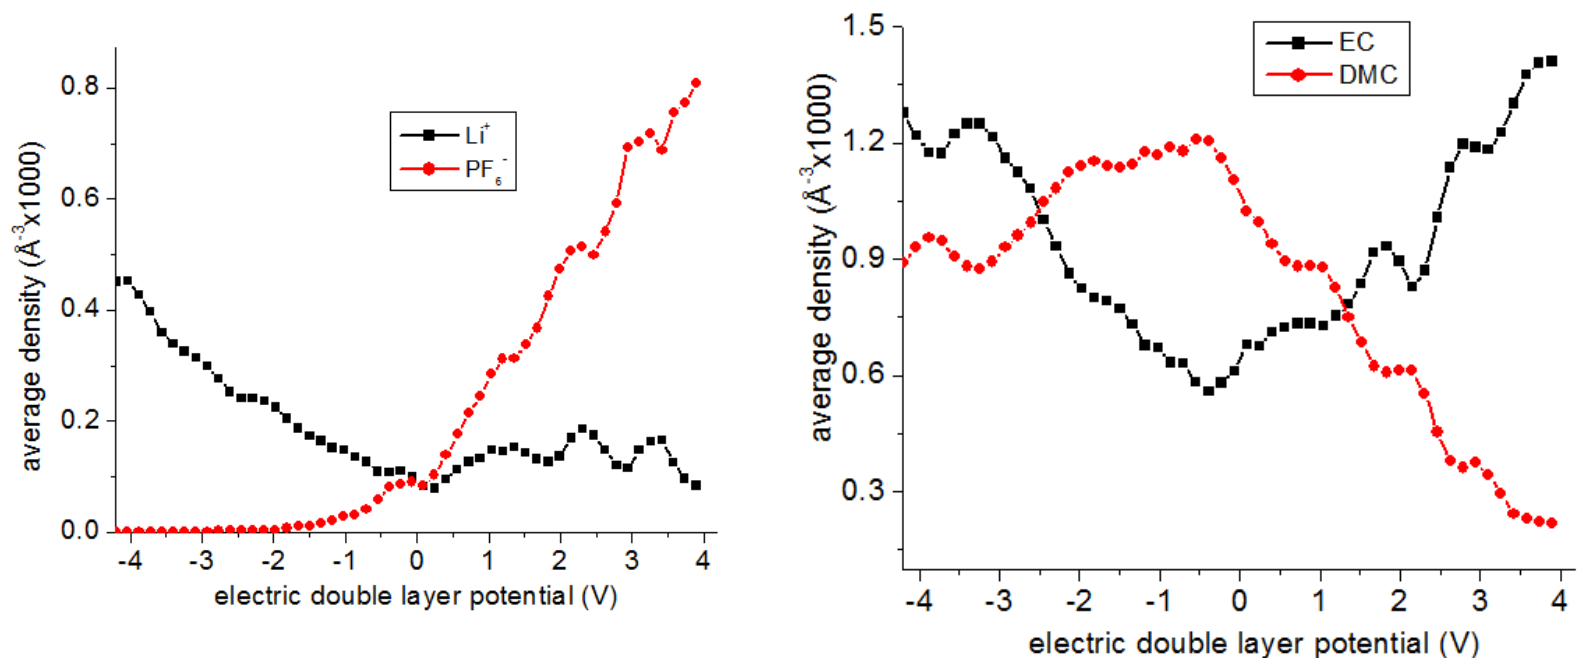 0.8
0.6
0.4
0.2
0.0
average density (Å⁻³x1000)
Li⁺
PF₆⁻
-4 -3 -2 -1 0 1 2 3 4
electric double layer potential (V)
1.5
1.2
0.9
0.6
0.3
average density (Å⁻³x1000)
EC
DMC
-4 -3 -2 -1 0 1 2 3 4
electric double layer potential (V)